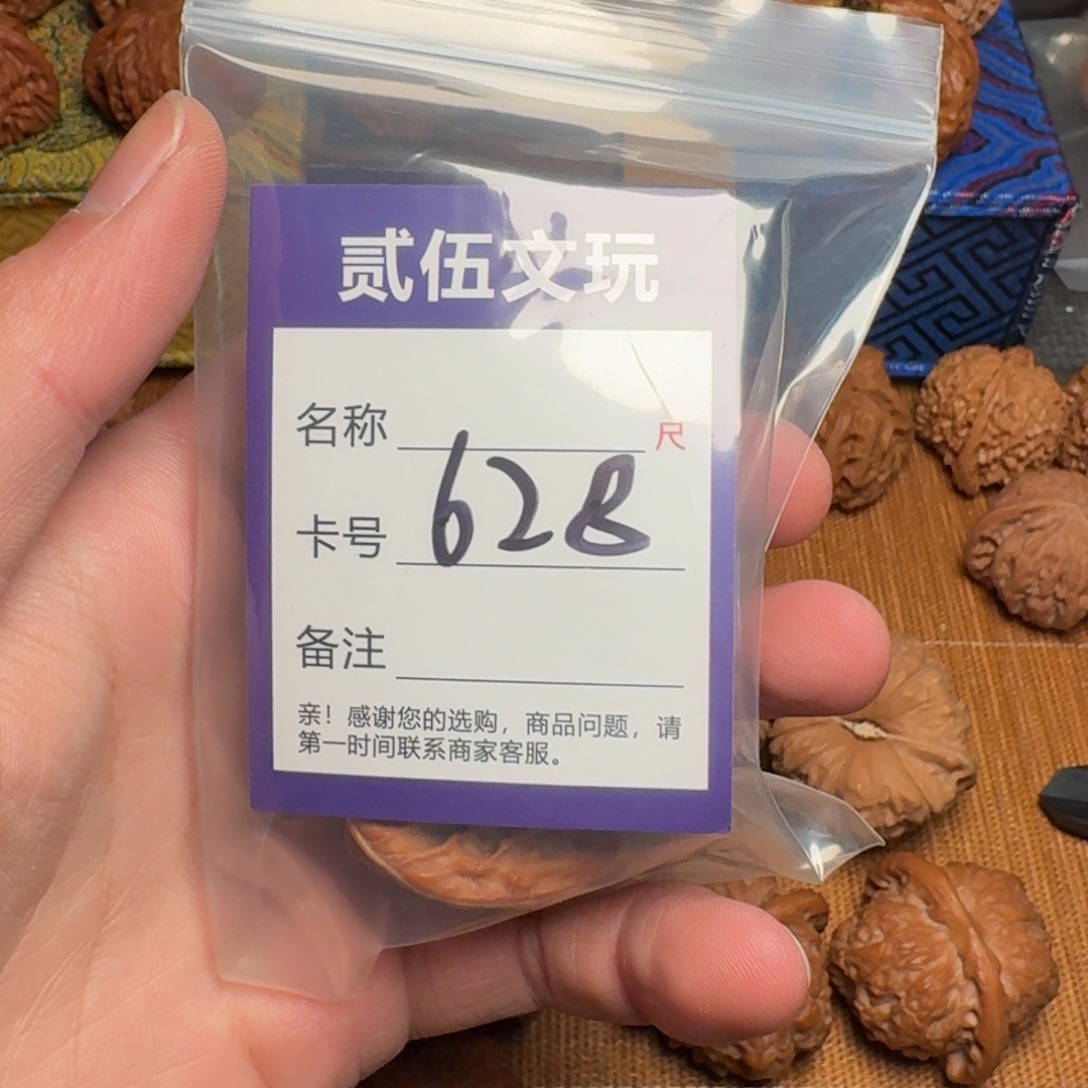 贰伍文玩
名称 尺
卡号 628
备注
亲！感谢您的选购，商品问题，请
第一时间联系商家客服。